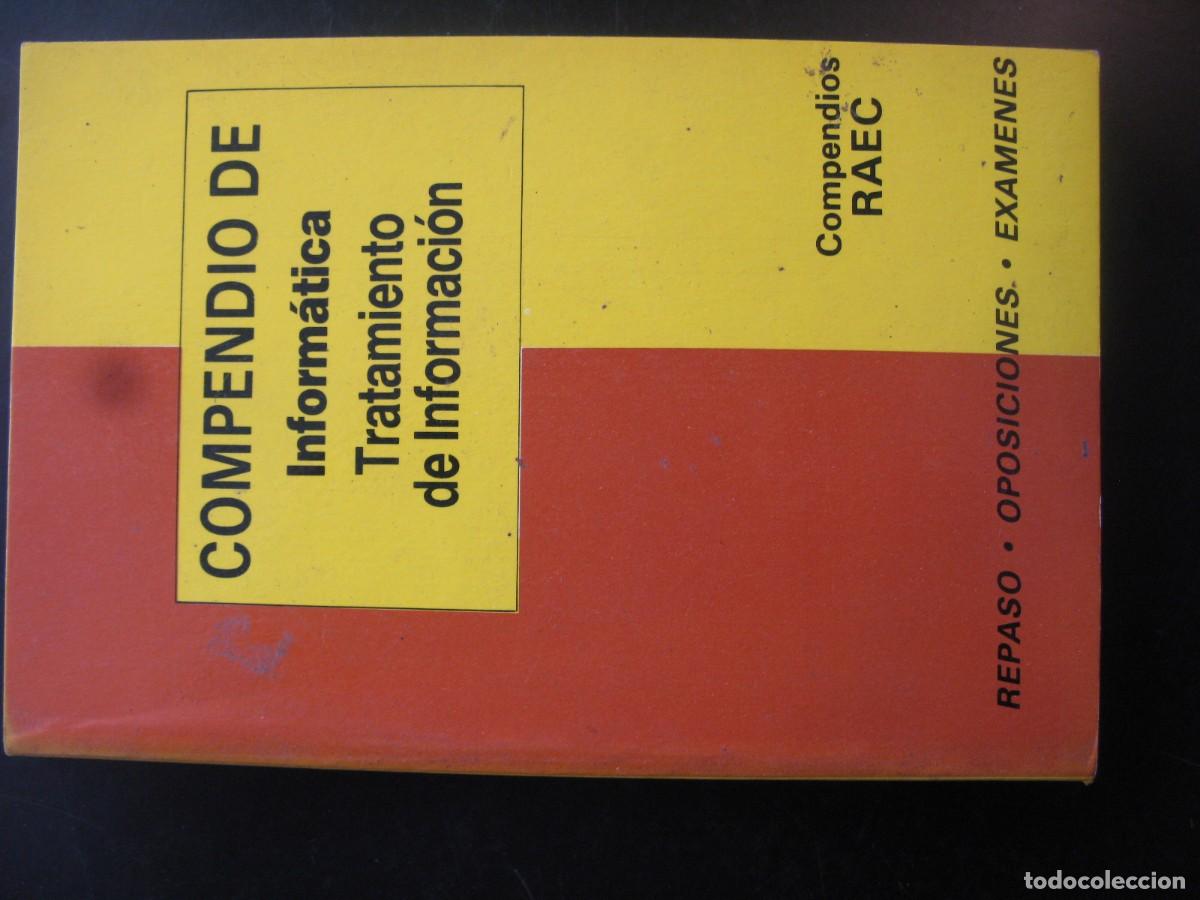 COMPENDIO DE
Informática
Tratamiento
de Información
Compendios
RAEC
REPASO • OPOSICIONES • EXAMENES
todocoleccion